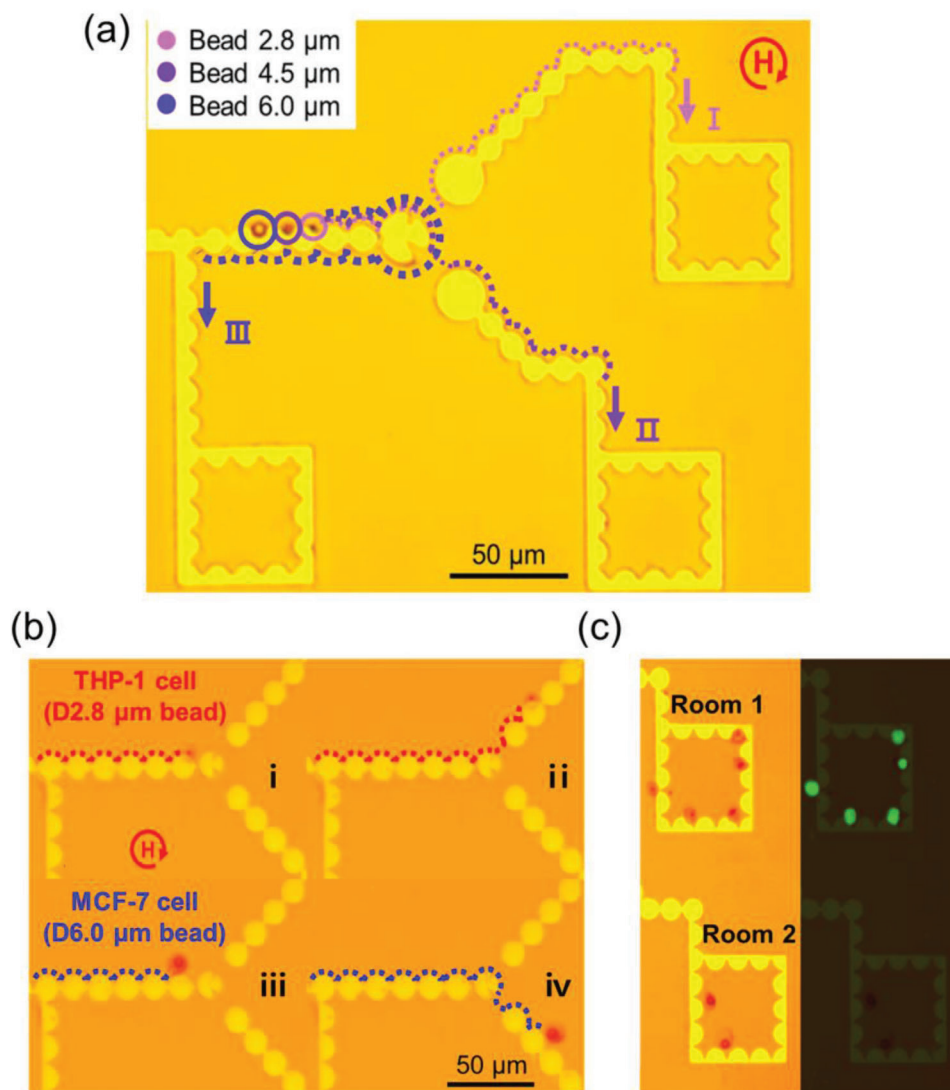 (a)
Bead 2.8 μm
Bead 4.5 μm
Bead 6.0 μm
H
I
III
II
50 μm
(b)
(c)
THP-1 cell
(D2.8 μm bead)
i
ii
H
MCF-7 cell
(D6.0 μm bead)
iii
iv
50 μm
Room 1
Room 2